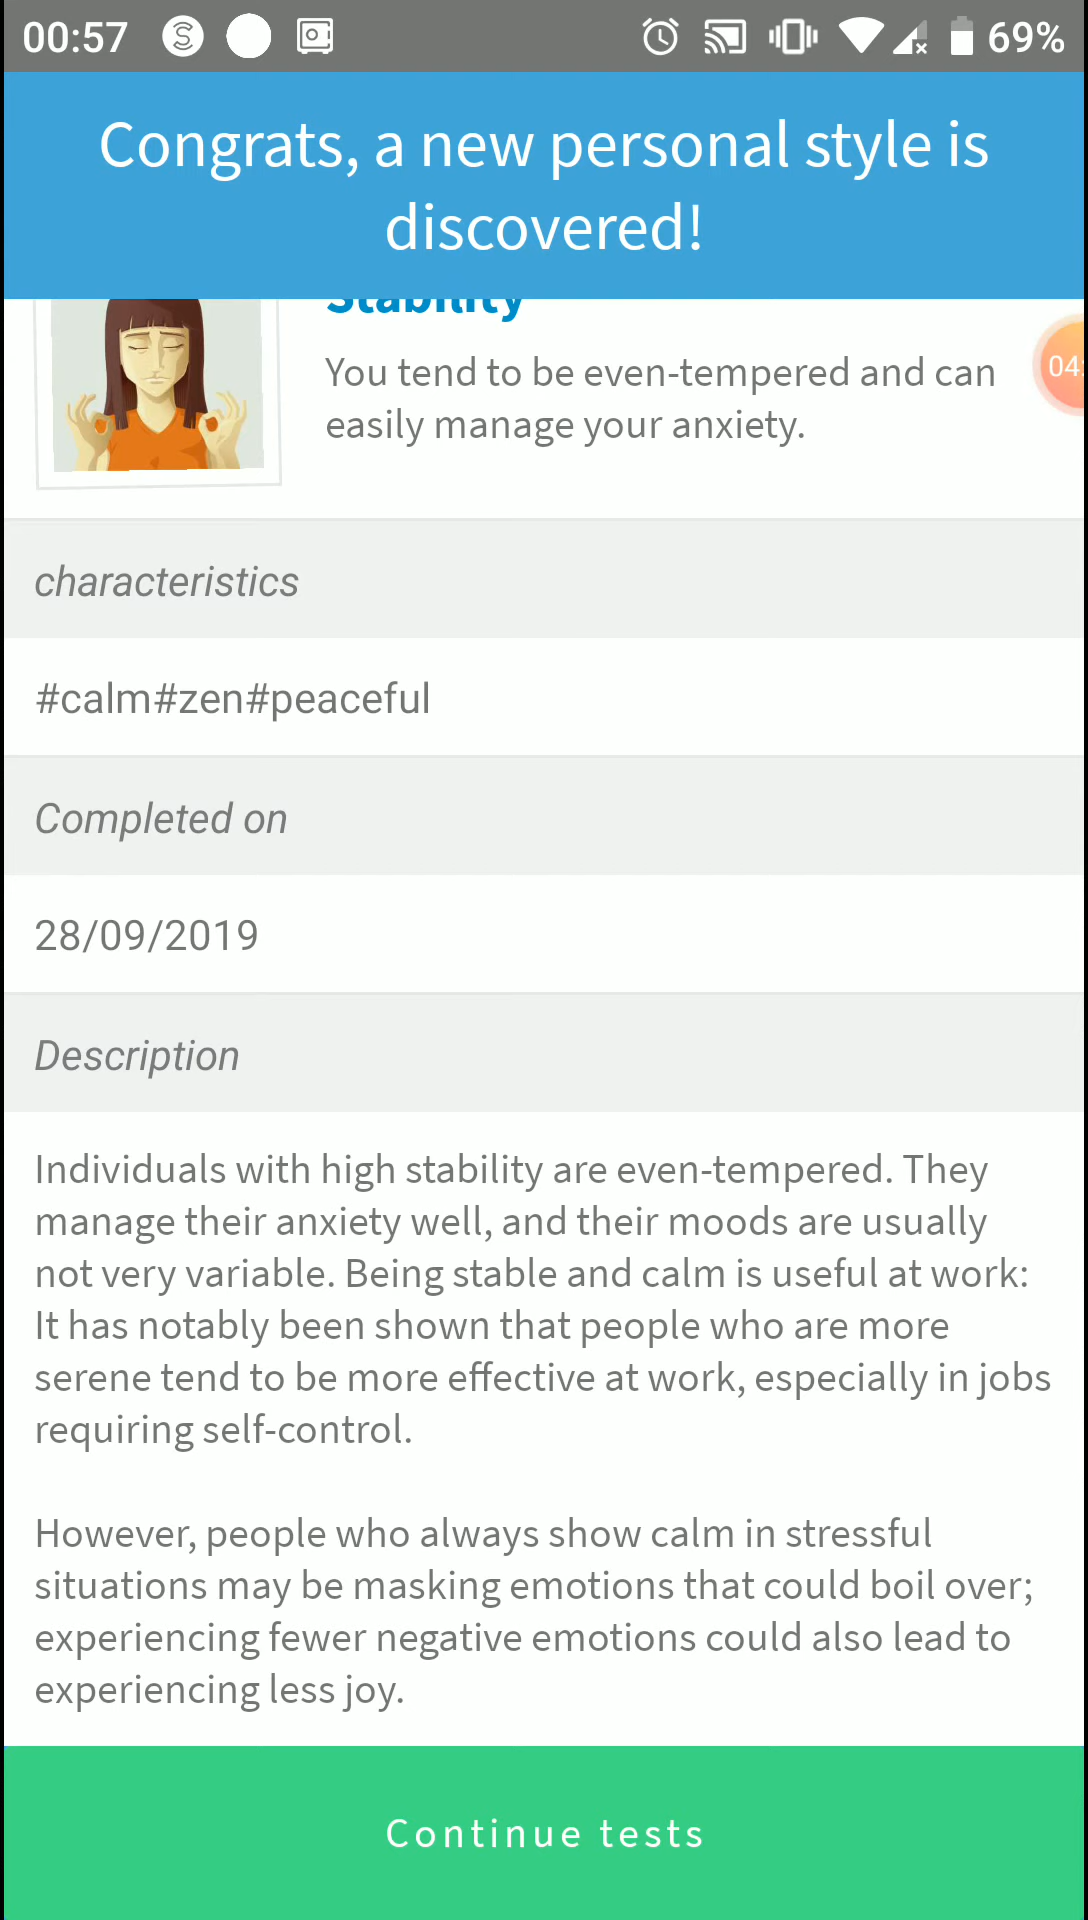 00:57
69%
Congrats, a new personal style is
discovered!
Stability
You tend to be even-tempered and can
easily manage your anxiety.
04:
characteristics
#calm#zen#peaceful
Completed on
28/09/2019
Description
Individuals with high stability are even-tempered. They
manage their anxiety well, and their moods are usually
not very variable. Being stable and calm is useful at work:
It has notably been shown that people who are more
serene tend to be more effective at work, especially in jobs
requiring self-control.
However, people who always show calm in stressful
situations may be masking emotions that could boil over;
experiencing fewer negative emotions could also lead to
experiencing less joy.
Continue tests